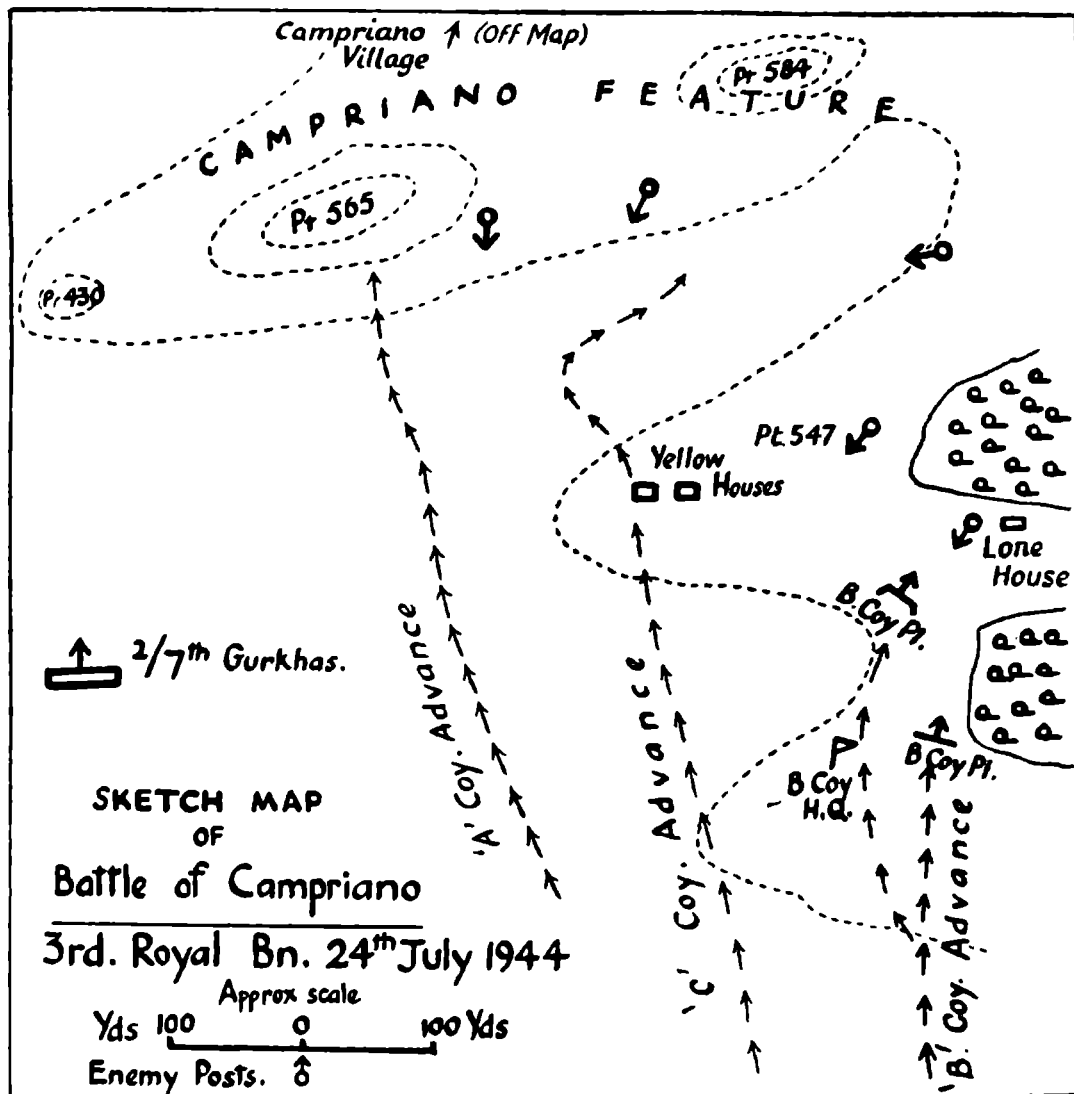 Campriano ↑ (Off Map)
Village
Pt 584
CAMPRIANO FEATURE
Pt 565
Pt 430
Pt. 547
Yellow
Houses
Lone
House
B. Coy Pl.
2/7th Gurkhas.
B Coy Pl.
B Coy
H.Q.
'A' Coy. Advance
'C' Coy. Advance
'B' Coy. Advance
SKETCH MAP
OF
Battle of Campriano
3rd. Royal Bn. 24th July 1944
Approx scale
Yds 100 0 100 Yds
Enemy Posts.